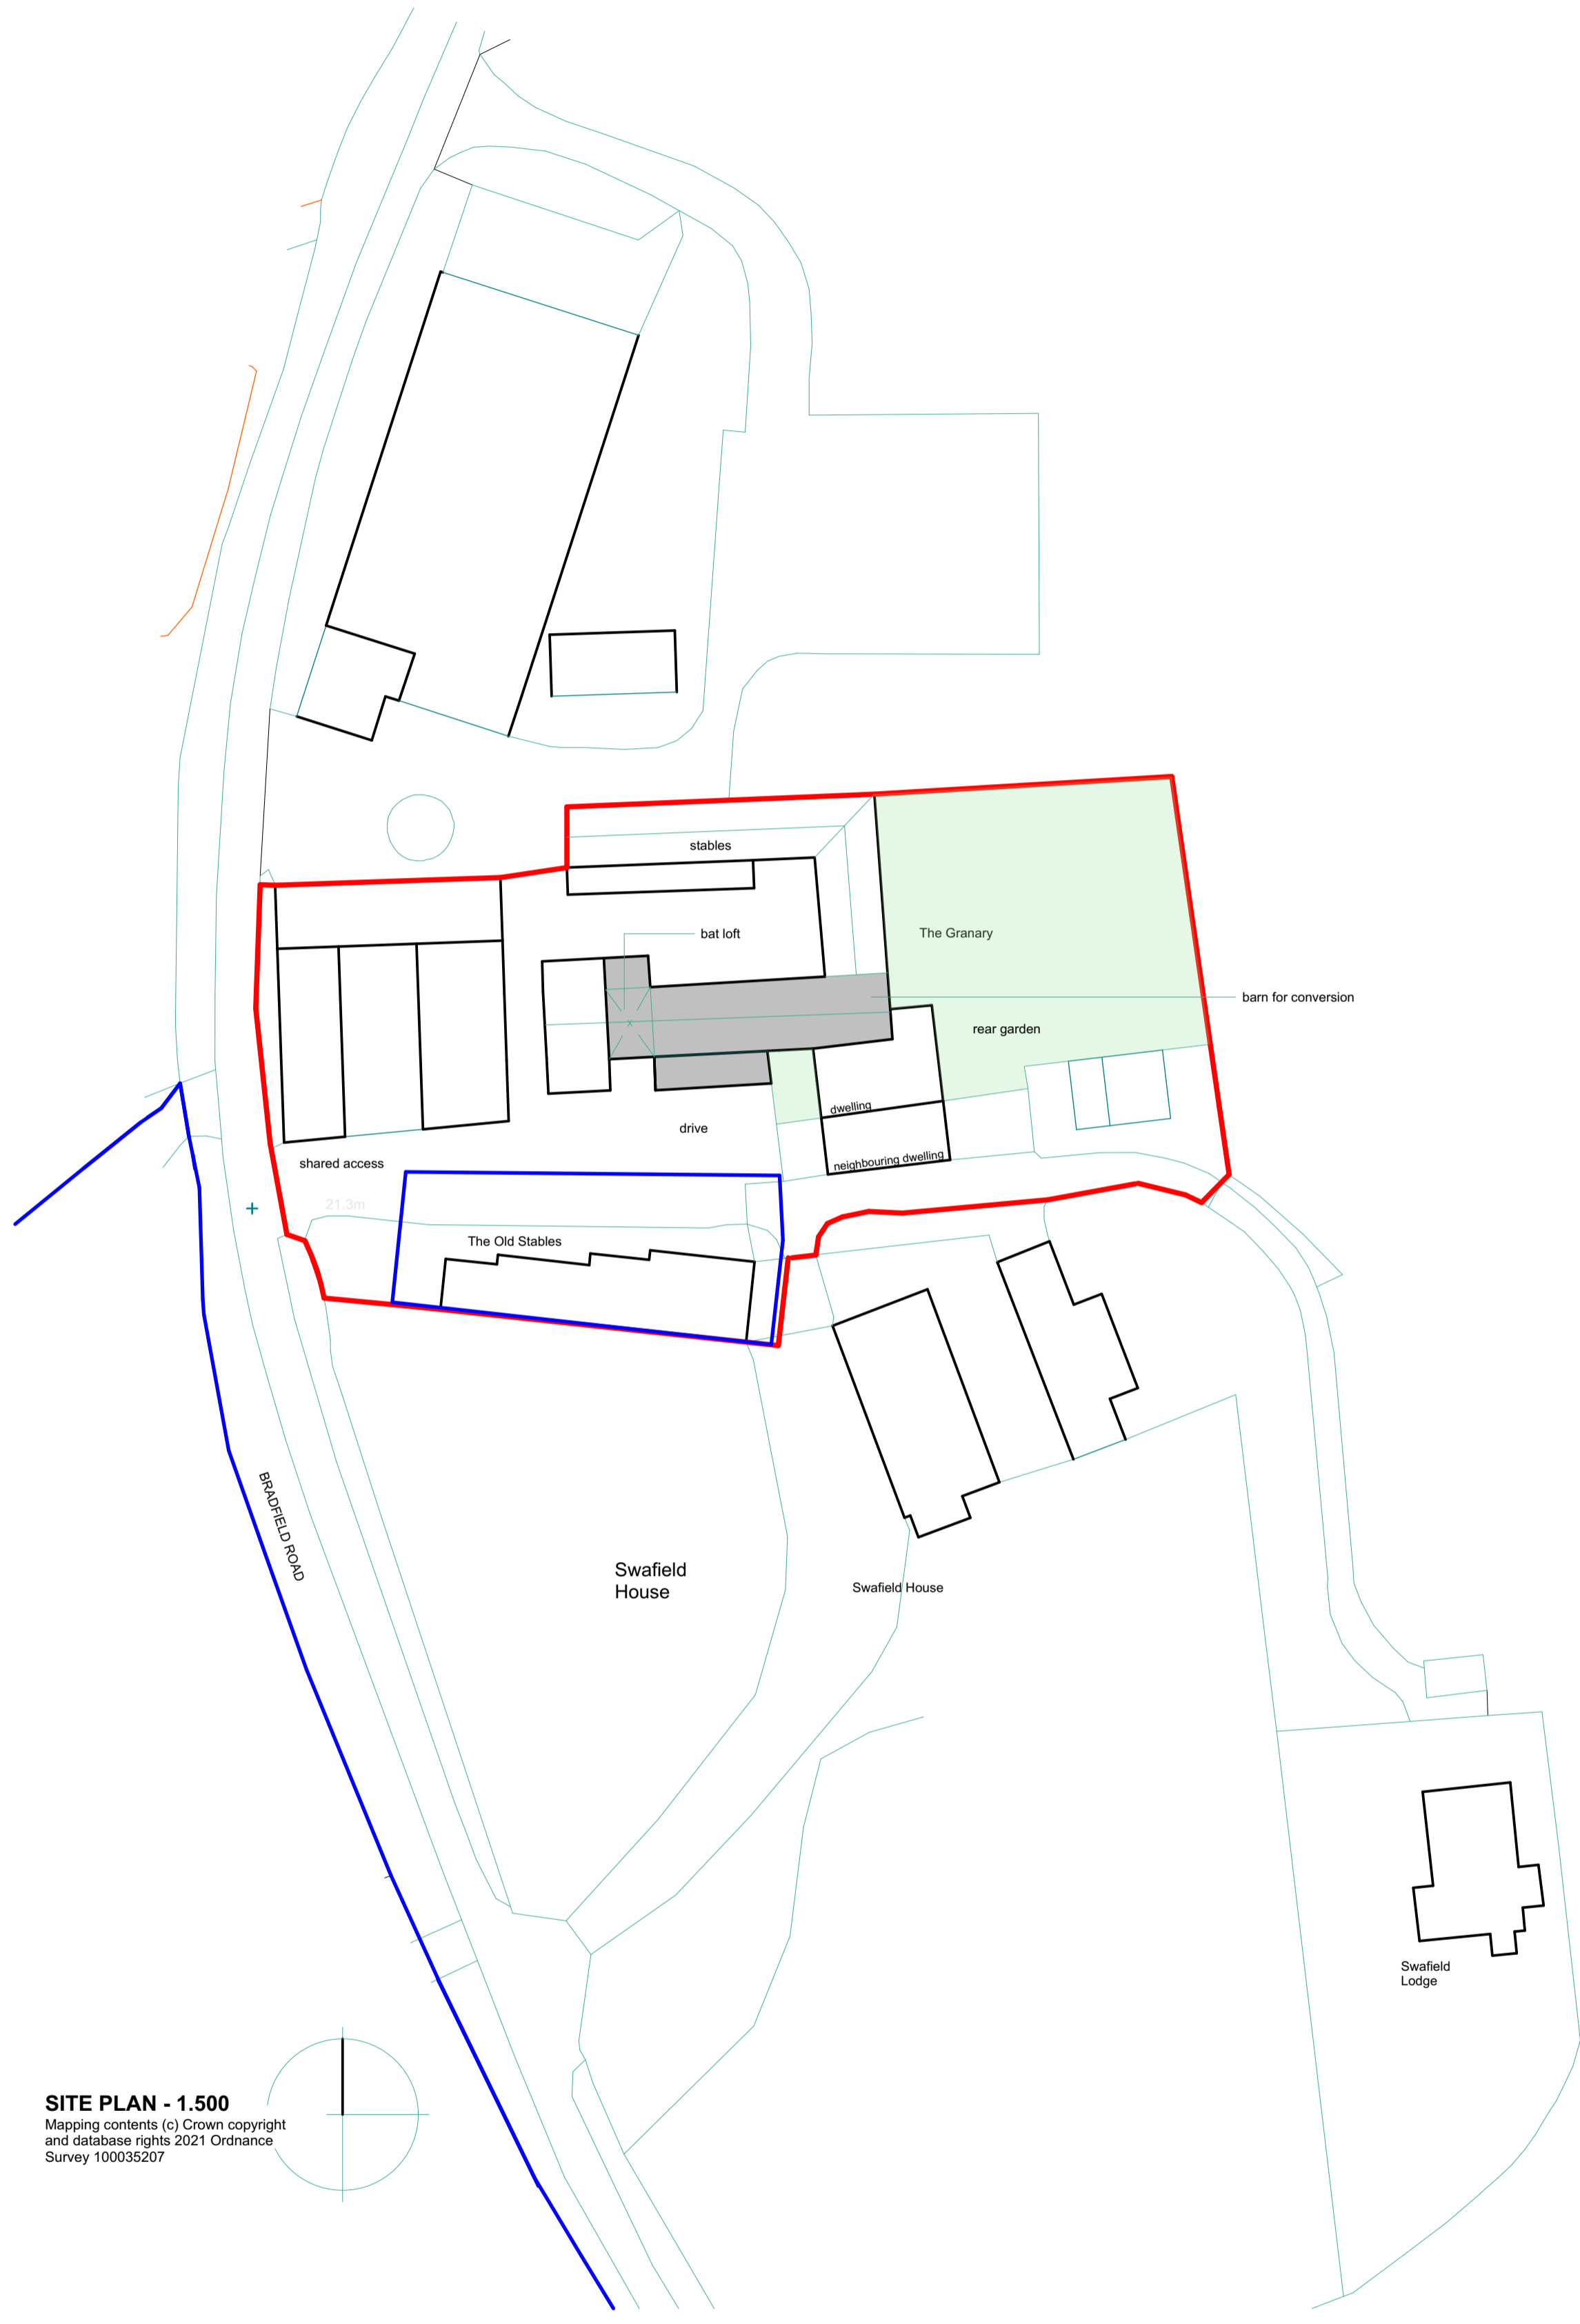 stables
bat loft
The Granary
barn for conversion
rear garden
dwelling
drive
neighbouring dwelling
shared access
21.3m
The Old Stables
BRADFIELD ROAD
Swafield
House
Swafield House
Swafield
Lodge
SITE PLAN - 1.500
Mapping contents (c) Crown copyright
and database rights 2021 Ordnance
Survey 100035207